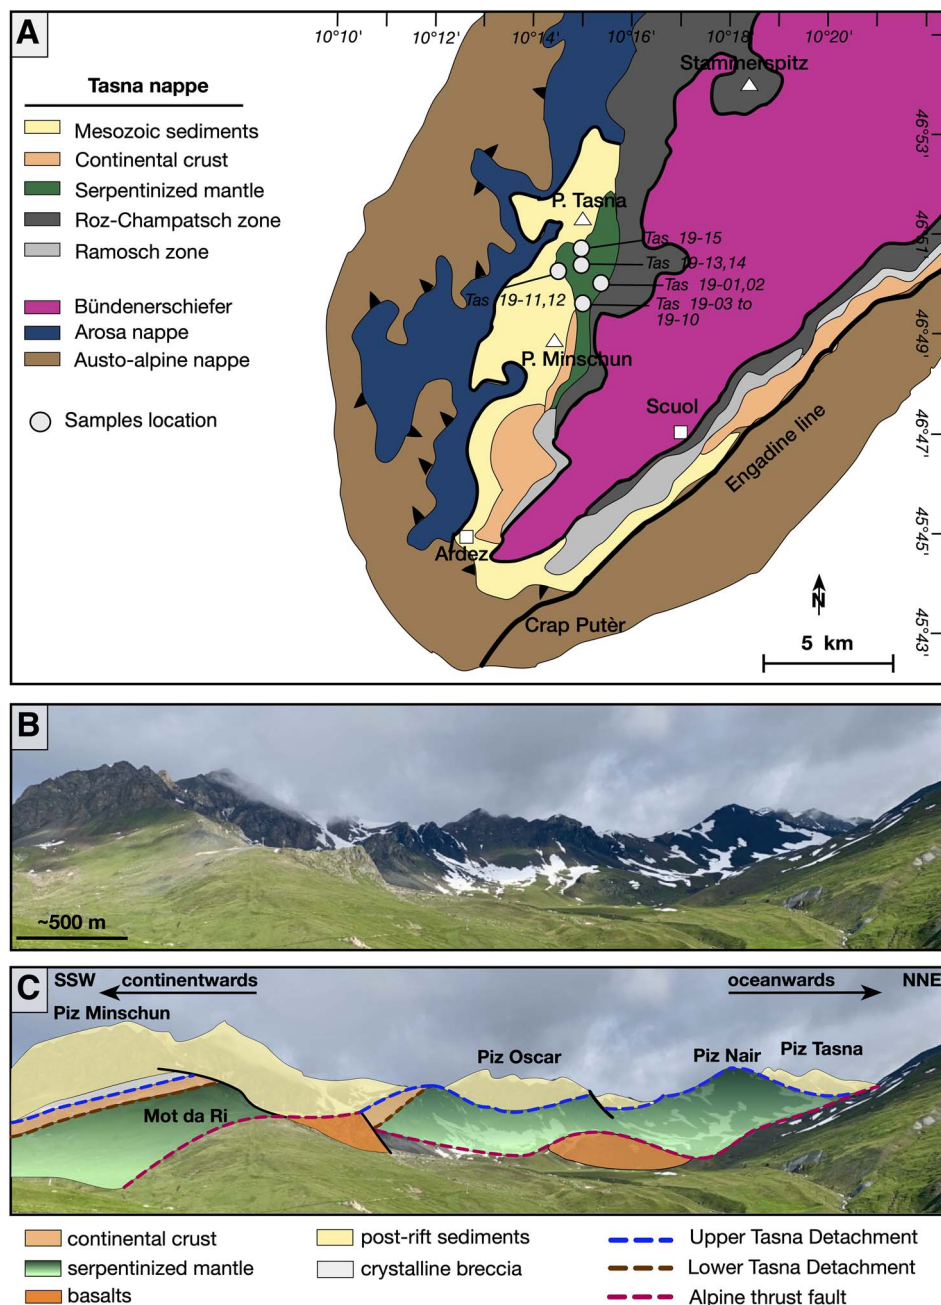 A
10°10'
10°12'
10°14'
10°16'
10°18'
10°20'
Stammerspitz
Tasna nappe
Mesozoic sediments
Continental crust
Serpentinized mantle
Roz-Champatsch zone
Ramosch zone
Bündenerschiefer
Arosa nappe
Austo-alpine nappe
Samples location
46°53'
46°51'
46°49'
46°47'
45°45'
45°43'
P. Tasna
Tas 19-15
Tas 19-13,14
Tas 19-01,02
Tas 19-11,12
Tas 19-03 to
19-10
P. Minschun
Scuol
Engadine line
Ardez
Crap Putèr
N
5 km
B
~500 m
C
SSW
continentwards
oceanwards
NNE
Piz Minschun
Piz Oscar
Piz Nair
Piz Tasna
Mot da Ri
continental crust
serpentinized mantle
basalts
post-rift sediments
crystalline breccia
Upper Tasna Detachment
Lower Tasna Detachment
Alpine thrust fault